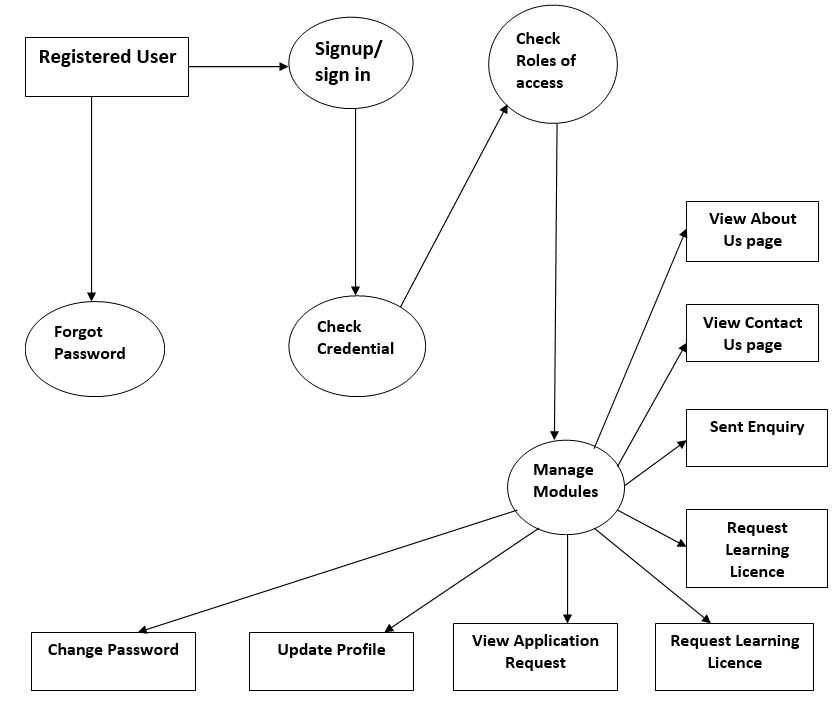 Registered User
Signup/
sign in
Check
Roles of
access
View About
Us page
Forgot
Password
Check
Credential
View Contact
Us page
Sent Enquiry
Manage
Modules
Request
Learning
Licence
Change Password
Update Profile
View Application
Request
Request Learning
Licence